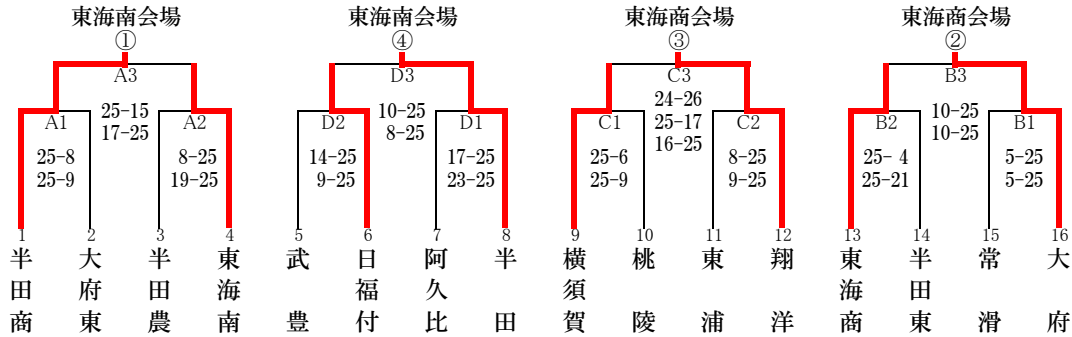 東海南会場 東海南会場 東海商会場 東海商会場
① ④ ③ ②
A3 D3 C3 B3
25-15 10-25 24-26 10-25
17-25 8-25 25-17 10-25
16-25
A1 A2 D2 D1 C1 C2 B2 B1
25-8 8-25 14-25 17-25 25-6 8-25 25- 4 5-25
25-9 19-25 9-25 23-25 25-9 9-25 25-21 5-25
1 2 3 4 5 6 7 8 9 10 11 12 13 14 15 16
半田商
大府東
半田農
東海南
武豊
日福付
阿久比
半田
横須賀
桃陵
東浦
翔洋
東海商
半田東
常滑
大府